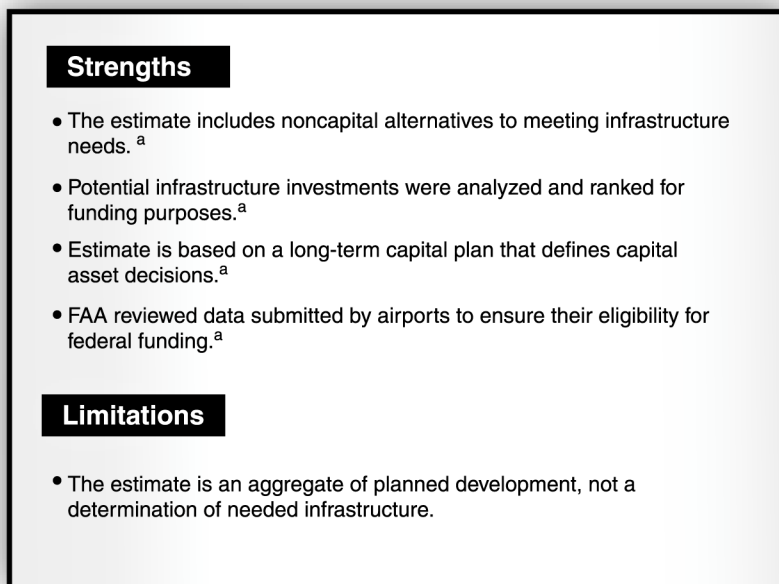 Strengths
• The estimate includes noncapital alternatives to meeting infrastructure
needs. a
• Potential infrastructure investments were analyzed and ranked for
funding purposes.a
• Estimate is based on a long-term capital plan that defines capital
asset decisions.a
• FAA reviewed data submitted by airports to ensure their eligibility for
federal funding.a
Limitations
• The estimate is an aggregate of planned development, not a
determination of needed infrastructure.